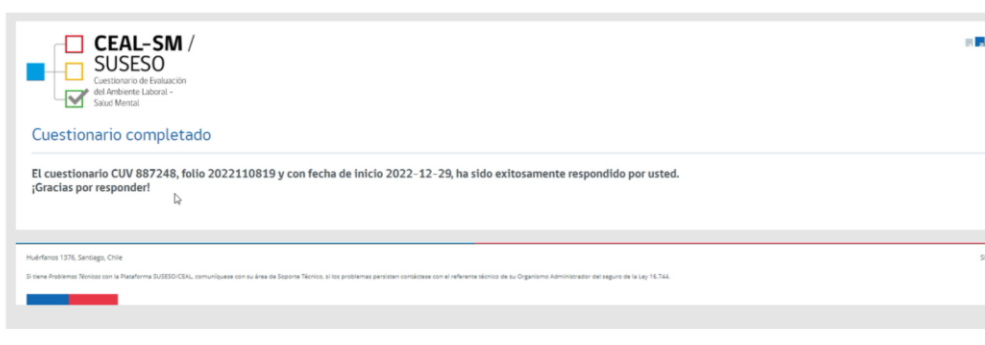 CEAL-SM /
SUSESO
Cuestionario de Evaluación
del Ambiente Laboral –
Salud Mental
Cuestionario completado
El cuestionario CUV 887248, folio 2022110819 y con fecha de inicio 2022-12-29, ha sido exitosamente respondido por usted.
¡Gracias por responder!
Huérfanos 1376, Santiago, Chile
Si tiene Problemas Técnicos con la Plataforma SUSESO/CEAL, comuníquese con su área de Soporte Técnico, si los problemas persisten contáctese con el referente técnico de su Organismo Administrador del seguro de la Ley 16.744.